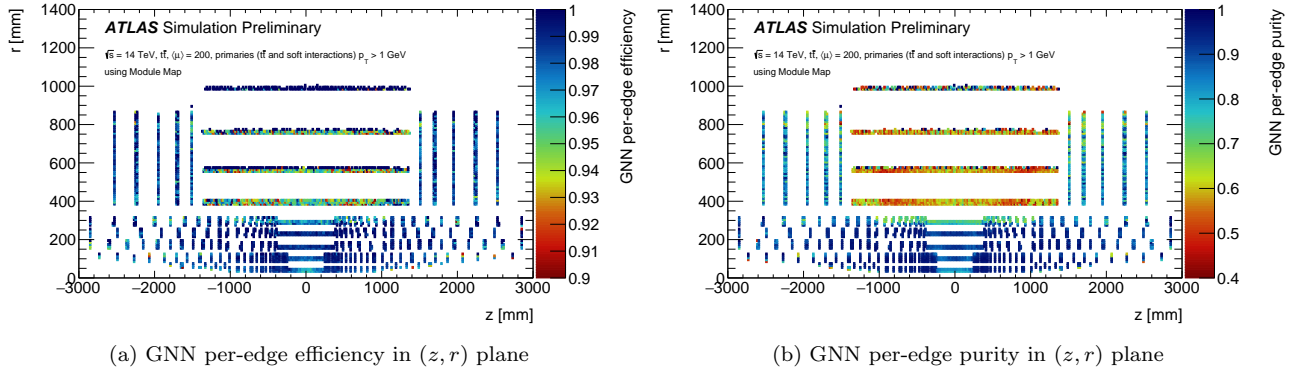 ATLAS Simulation Preliminary
√s = 14 TeV, tt̄, ⟨μ⟩ = 200, primaries (tt̄ and soft interactions) p_T > 1 GeV
using Module Map
r [mm]
1400
1200
1000
800
600
400
200
0
−3000 −2000 −1000 0 1000 2000 3000
z [mm]
GNN per-edge efficiency
1
0.99
0.98
0.97
0.96
0.95
0.94
0.93
0.92
0.91
0.9
(a) GNN per-edge efficiency in (z, r) plane
ATLAS Simulation Preliminary
√s = 14 TeV, tt̄, ⟨μ⟩ = 200, primaries (tt̄ and soft interactions) p_T > 1 GeV
using Module Map
r [mm]
1400
1200
1000
800
600
400
200
0
−3000 −2000 −1000 0 1000 2000 3000
z [mm]
GNN per-edge purity
1
0.9
0.8
0.7
0.6
0.5
0.4
(b) GNN per-edge purity in (z, r) plane